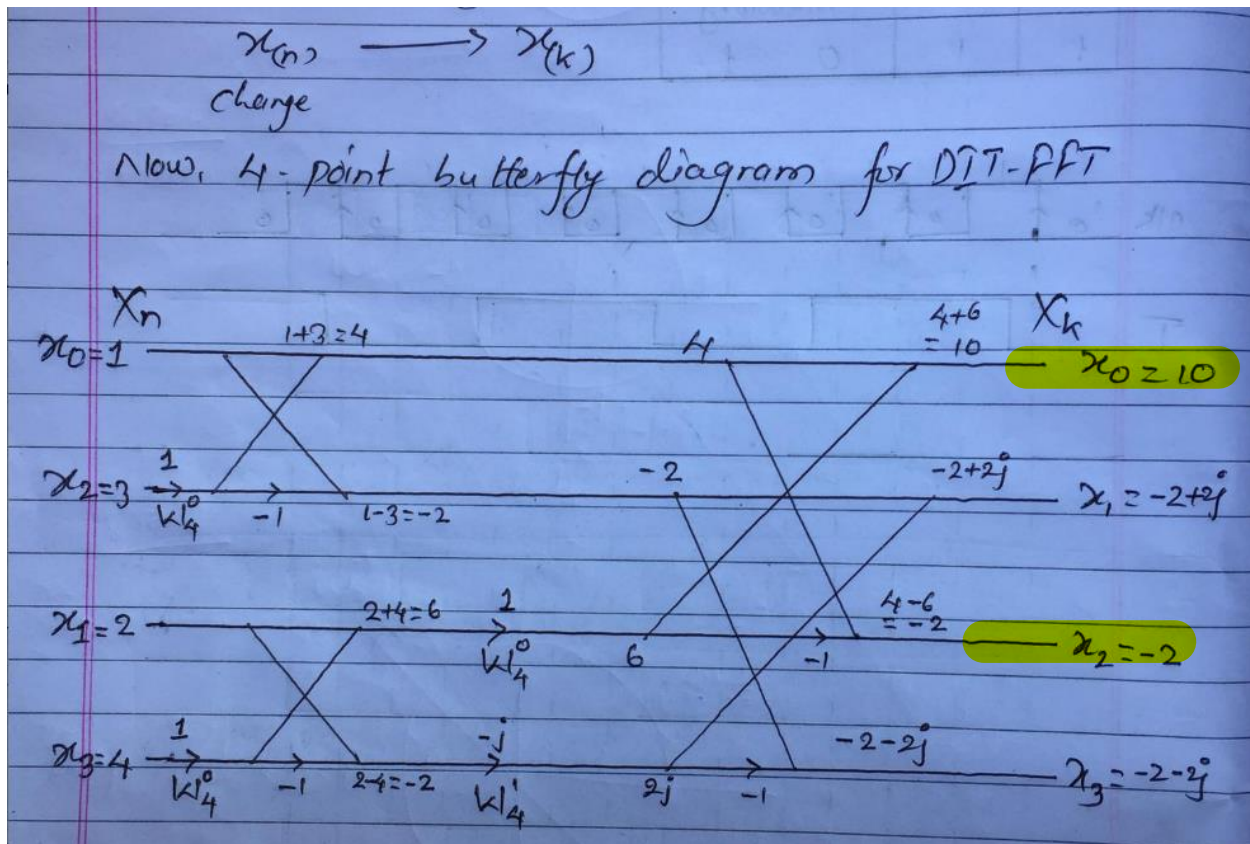 x(n) → x(k)
Change
Now, 4-point butterfly diagram for DIT-FFT
Xn
Xk
x0=1
1+3=4
4
4+6
=10
x0=10
x2=3
1
W4^0
-1
1-3=-2
-2
-2+2j
x1=-2+2j
x1=2
2+4=6
1
W4^0
6
-1
4-6
=-2
x2=-2
x3=4
1
W4^0
-1
2-4=-2
-j
W4^1
2j
-1
-2-2j
x3=-2-2j